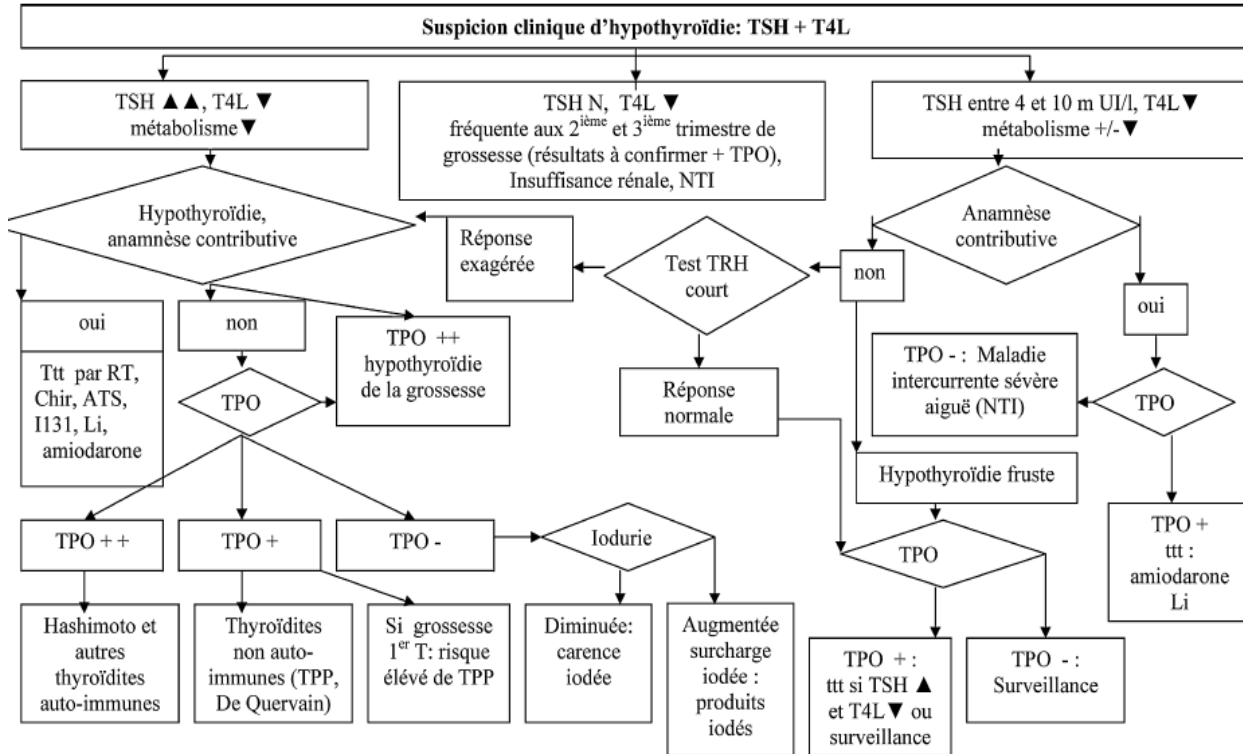 Suspicion clinique d'hypothyroïdie: TSH + T4L
TSH ▲▲, T4L ▼
métabolisme▼
TSH N, T4L ▼
fréquente aux 2ième et 3ième trimestre de
grossesse (résultats à confirmer + TPO),
Insuffisance rénale, NTI
TSH entre 4 et 10 m UI/l, T4L▼
métabolisme +/-▼
Hypothyroïdie,
anamnèse contributive
Réponse
exagérée
Test TRH
court
non
Anamnèse
contributive
oui
oui
Ttt par RT,
Chir, ATS,
I131, Li,
amiodarone
non
TPO ++
hypothyroïdie
de la grossesse
TPO
Réponse
normale
TPO - : Maladie
intercurrente sévère
aiguë (NTI)
TPO
Hypothyroïdie fruste
TPO + +
TPO +
TPO -
Iodurie
TPO
TPO +
ttt :
amiodarone
Li
Hashimoto et
autres
thyroïdites
auto-immunes
Thyroïdites
non auto-
immunes (TPP,
De Quervain)
Si grossesse
1er T: risque
élévé de TPP
Diminuée:
carence
iodée
Augmentée
surcharge
iodée :
produits
iodés
TPO + :
ttt si TSH ▲
et T4L▼ ou
surveillance
TPO - :
Surveillance